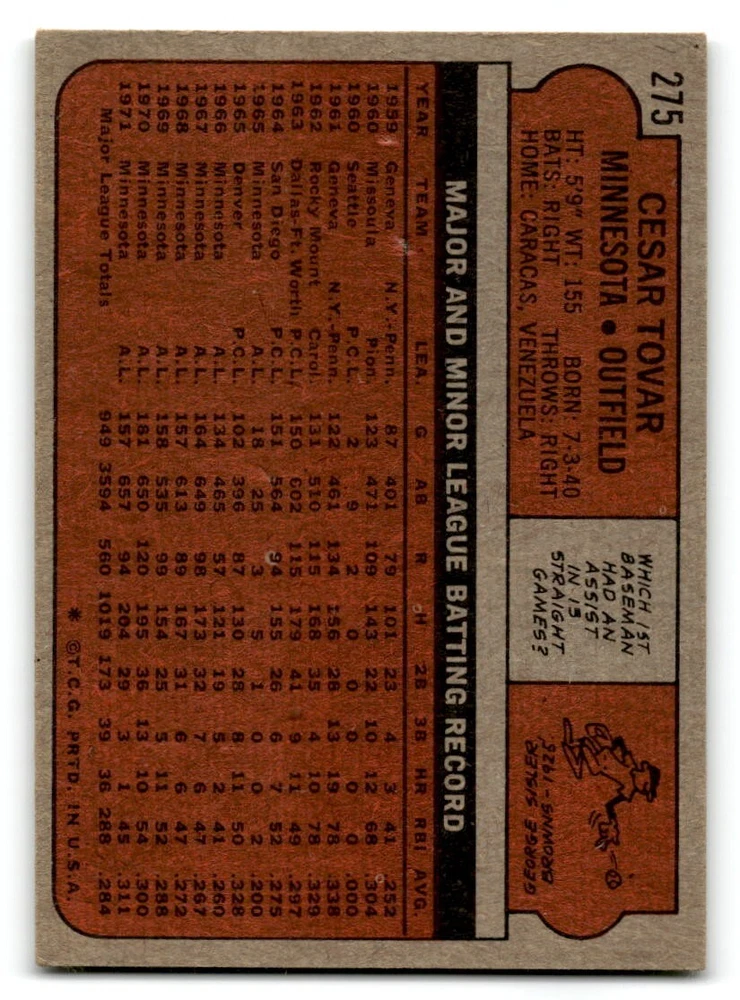 275
CESAR TOVAR
MINNESOTA • OUTFIELD
HT: 5'9" WT: 155 BORN: 7-3-40
BATS: RIGHT THROWS: RIGHT
HOME: CARACAS, VENEZUELA
WHICH 1ST
BASEMAN
HAD AN
ASSIST
IN 13
STRAIGHT
GAMES?
GEORGE SISLER
BROWNS - 1926
MAJOR AND MINOR LEAGUE BATTING RECORD
YEAR TEAM LEA. G AB R H 2B 3B HR RBI AVG.
1959 Geneva N.Y.-Penn. 87 401 79 101 23 4 3 41 .252
1960 Missoula Pion. 123 471 109 143 22 10 12 68 .304
1960 Seattle P.C.L. 2 9 2 0 0 0 0 0 .000
1961 Geneva N.Y.-Penn. 122 461 134 156 28 13 19 78 .338
1962 Rocky Mount Carol. 131 510 115 168 35 4 10 78 .329
1963 Dallas-Ft. Worth P.C.L. 150 602 115 179 41 9 11 49 .297
1964 San Diego P.C.L. 151 564 94 155 26 6 7 52 .275
1965 Minnesota A.L. 18 25 3 5 1 0 0 2 .200
1965 Denver P.C.L. 102 396 87 130 28 8 11 50 .328
1966 Minnesota A.L. 134 465 57 121 19 5 2 41 .260
1967 Minnesota A.L. 164 649 98 173 32 7 6 47 .267
1968 Minnesota A.L. 157 613 89 167 31 6 6 47 .272
1969 Minnesota A.L. 158 535 99 154 25 5 11 52 .288
1970 Minnesota A.L. 181 650 120 195 36 13 10 54 .300
1971 Minnesota A.L. 157 657 94 204 29 3 1 45 .311
Major League Totals 949 3594 560 1019 173 39 36 288 .284
* ©T.C.G. PRTD. IN U.S.A.